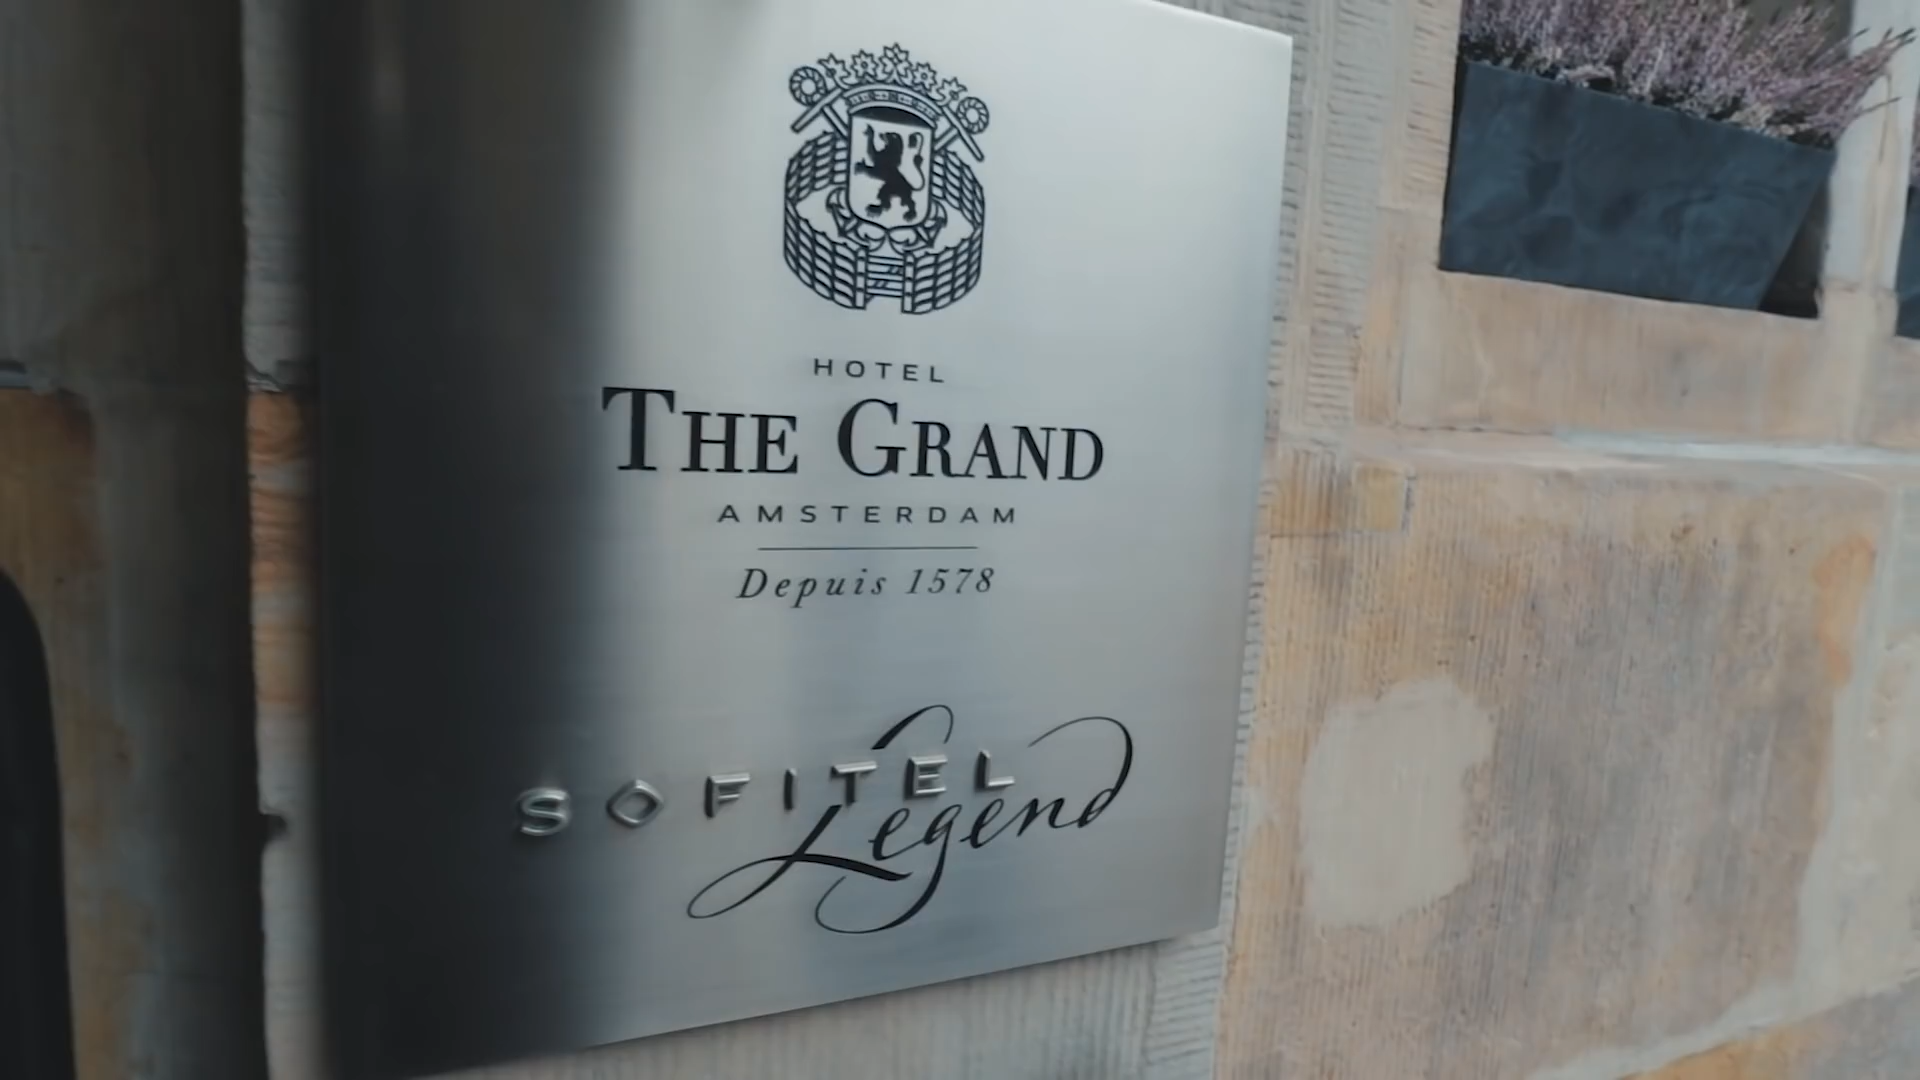 HOTEL
THE GRAND
AMSTERDAM
Depuis 1578
SOFITEL
Legend